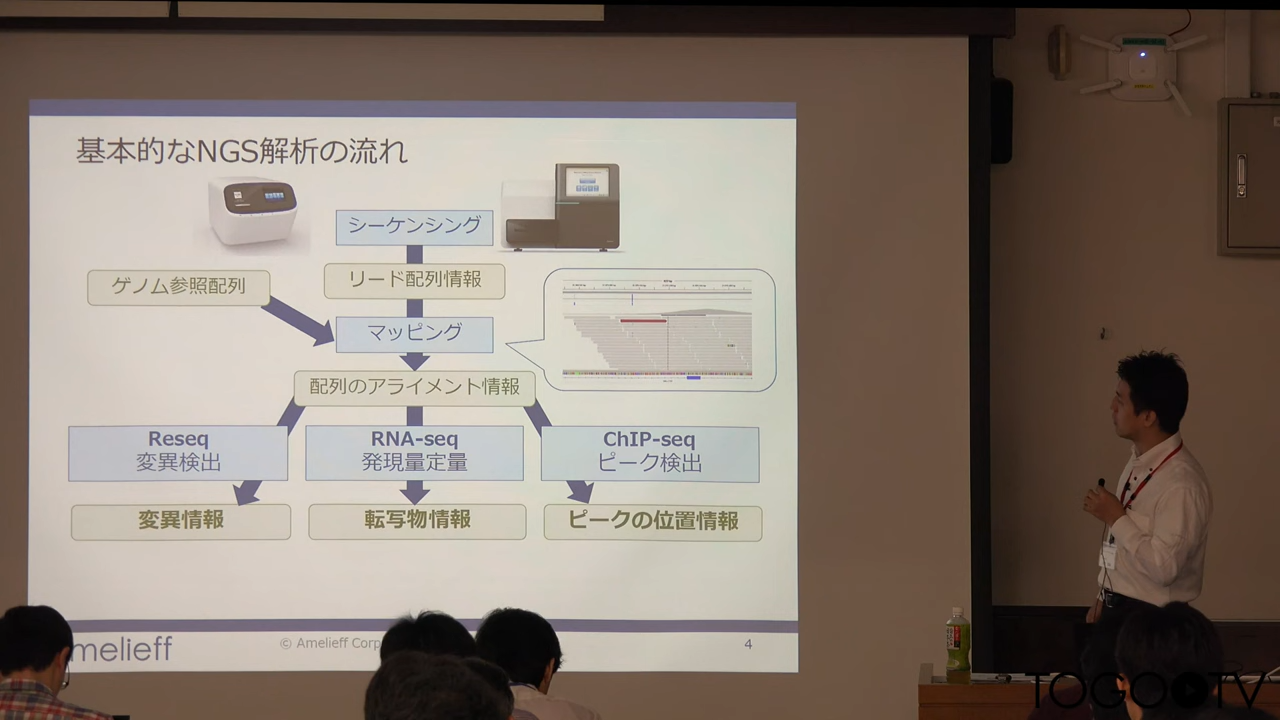 基本的なNGS解析の流れ
シーケンシング
ゲノム参照配列
リード配列情報
マッピング
配列のアライメント情報
Reseq
変異検出
RNA-seq
発現量定量
ChIP-seq
ピーク検出
変異情報
転写物情報
ピークの位置情報
melieff
© Amelieff Corp
4
TOGOTV